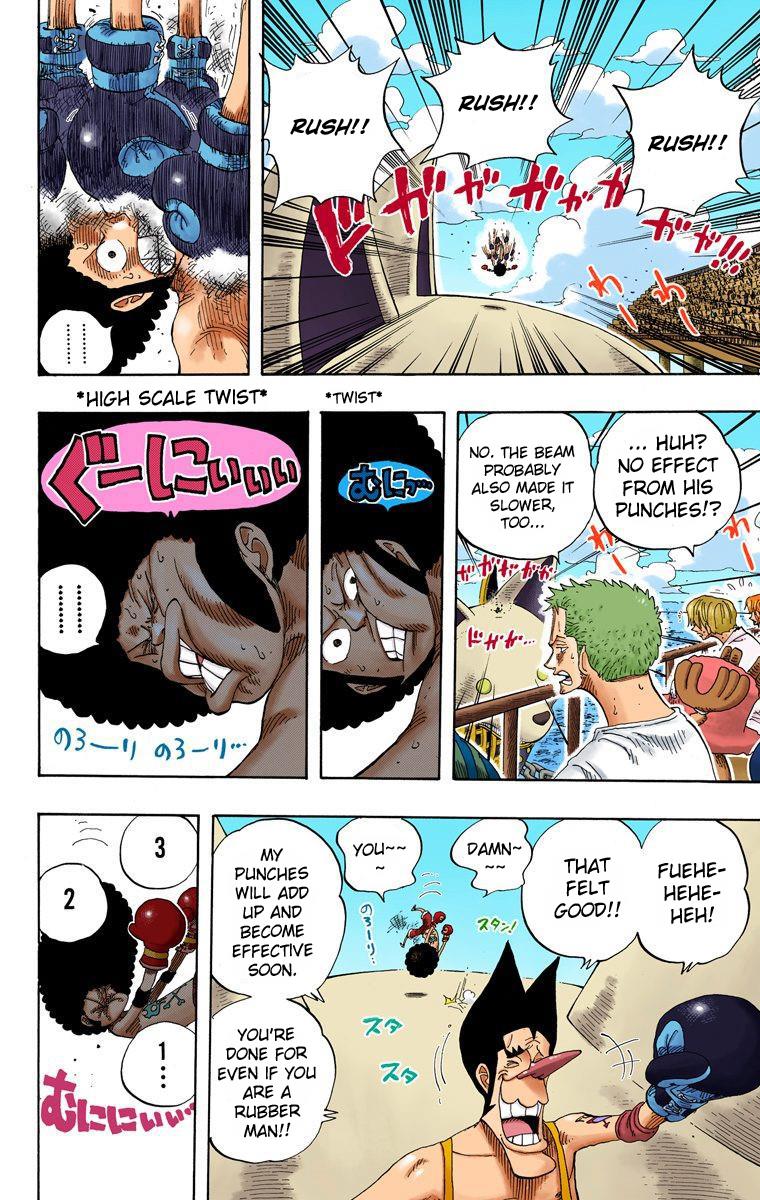 RUSH!!
RUSH!!
RUSH!!
ドガガガガガガガ!!!
わー
わー
………
... HUH?
NO EFFECT
FROM HIS
PUNCHES!?
NO. THE BEAM
PROBABLY
ALSO MADE IT
SLOWER,
TOO...
わー
わー
ガガガガガガ
ドガガ…
*TWIST*
むにっ…
*HIGH SCALE TWIST*
ぐーにいいい
………
のろーり のろーり…
FUEHE-
HEHE-
HEH!
THAT
FELT
GOOD!!
DAMN~
~~
YOU~~
~
のろーり
スタン!
スタ
スタ
MY
PUNCHES
WILL ADD
UP AND
BECOME
EFFECTIVE
SOON.
YOU'RE
DONE FOR
EVEN IF YOU
ARE A
RUBBER
MAN!!
3
2
1
...
むににいい…